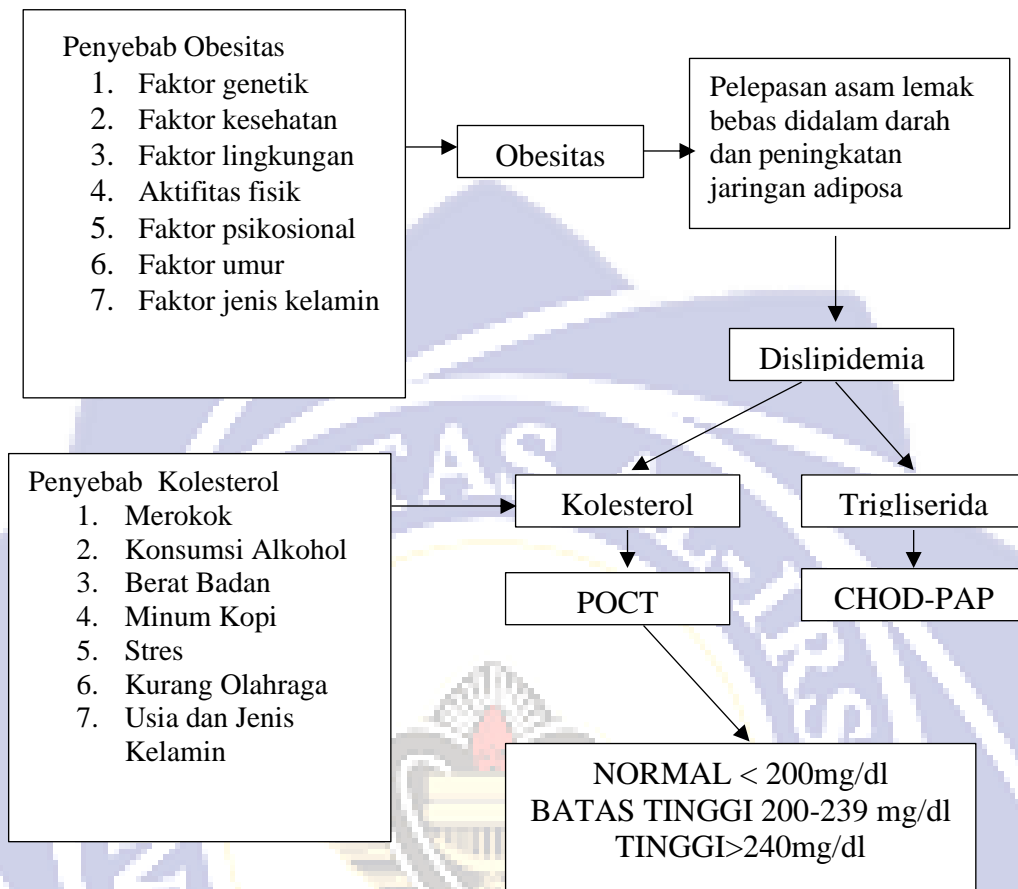 Penyebab Obesitas
1. Faktor genetik
2. Faktor kesehatan
3. Faktor lingkungan
4. Aktifitas fisik
5. Faktor psikosional
6. Faktor umur
7. Faktor jenis kelamin
Obesitas
Pelepasan asam lemak
bebas didalam darah
dan peningkatan
jaringan adiposa
Dislipidemia
Penyebab Kolesterol
1. Merokok
2. Konsumsi Alkohol
3. Berat Badan
4. Minum Kopi
5. Stres
6. Kurang Olahraga
7. Usia dan Jenis
Kelamin
Kolesterol
Trigliserida
POCT
CHOD-PAP
NORMAL < 200mg/dl
BATAS TINGGI 200-239 mg/dl
TINGGI>240mg/dl